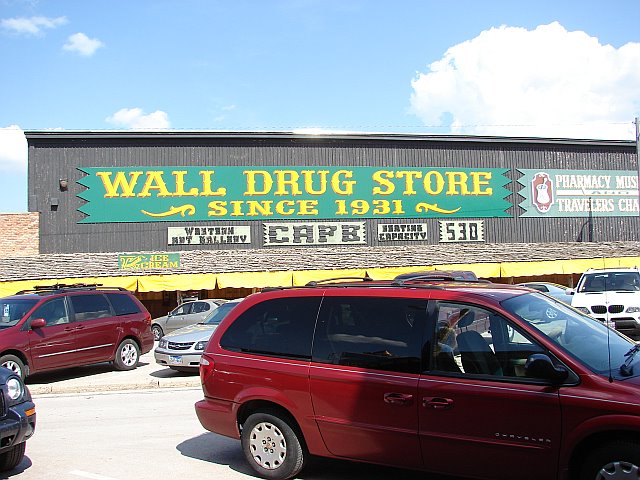 WALL DRUG STORE
SINCE 1931
PHARMACY MUS
TRAVELERS CHA
WESTERN ART GALLERY
CAFE
SEATING CAPACITY
530
ICE CREAM
CHRYSLER